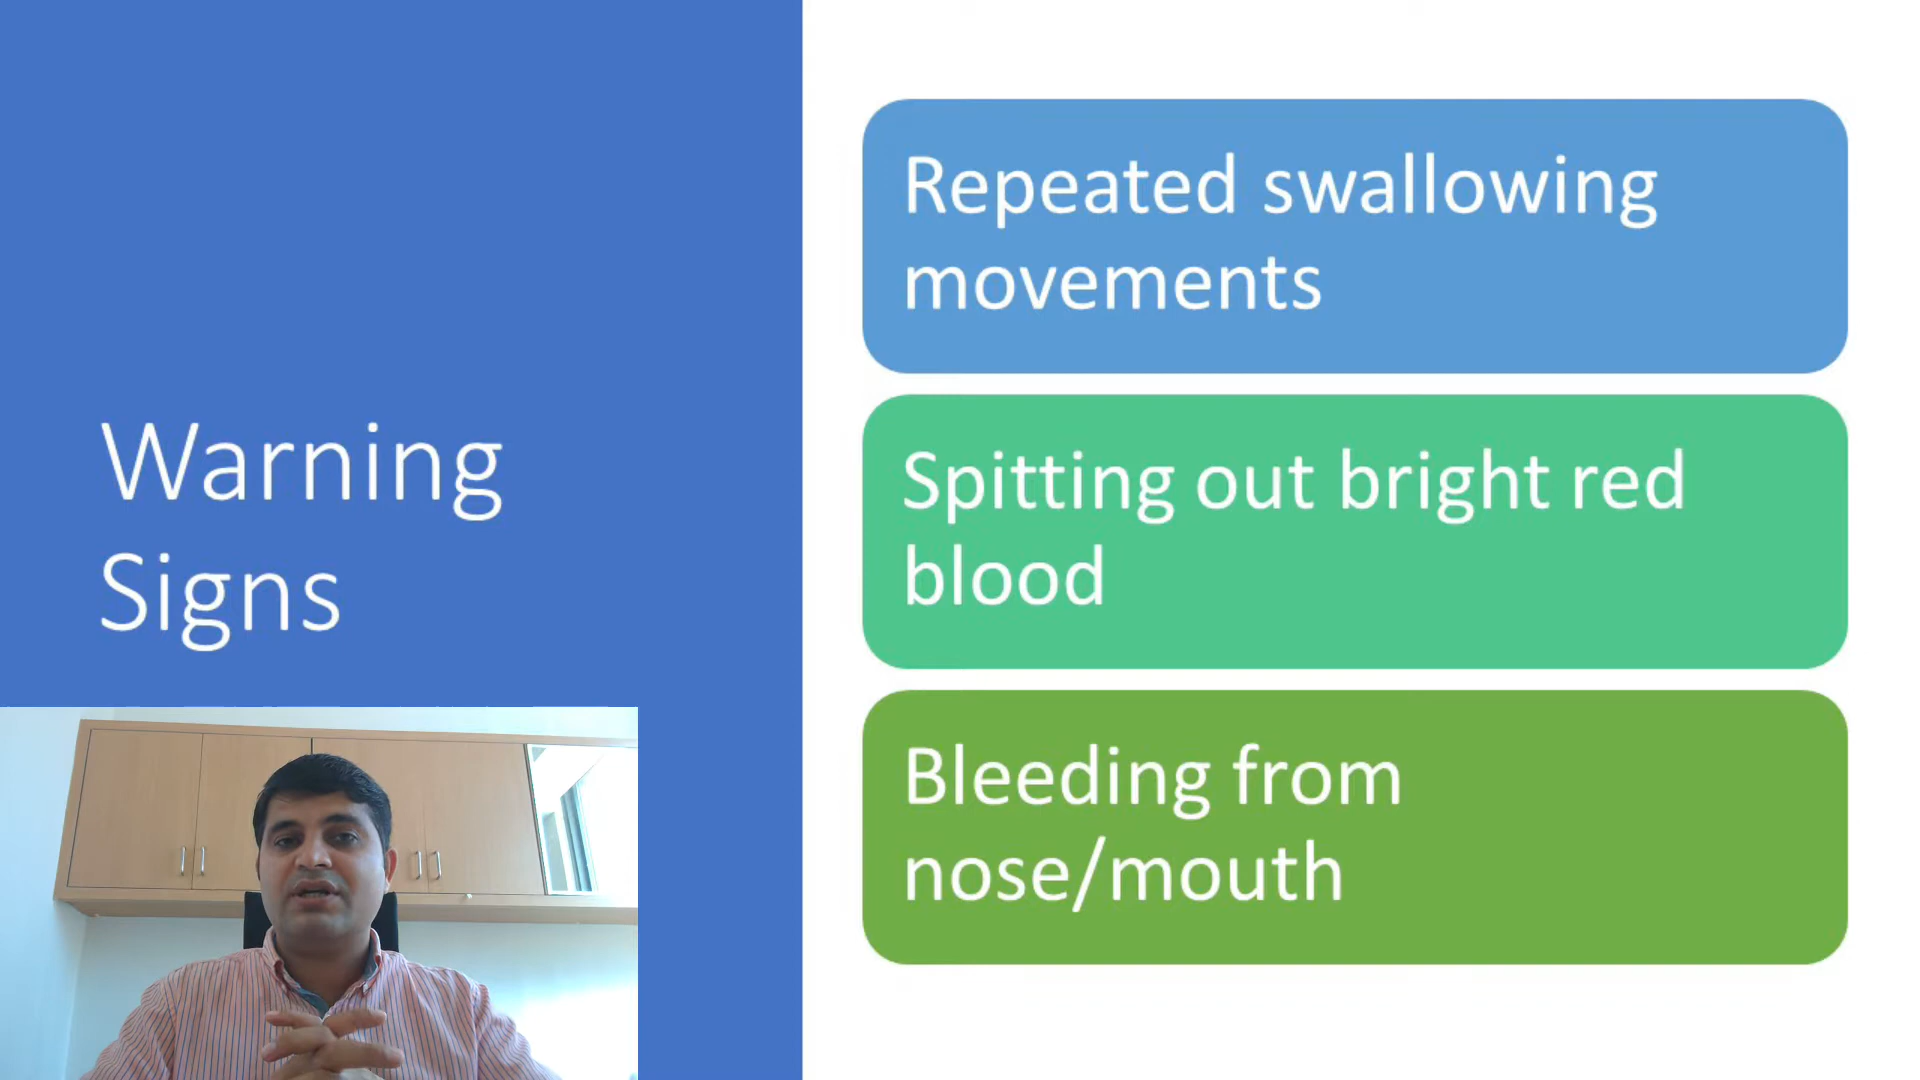 Warning
Signs
Repeated swallowing
movements
Spitting out bright red
blood
Bleeding from
nose/mouth